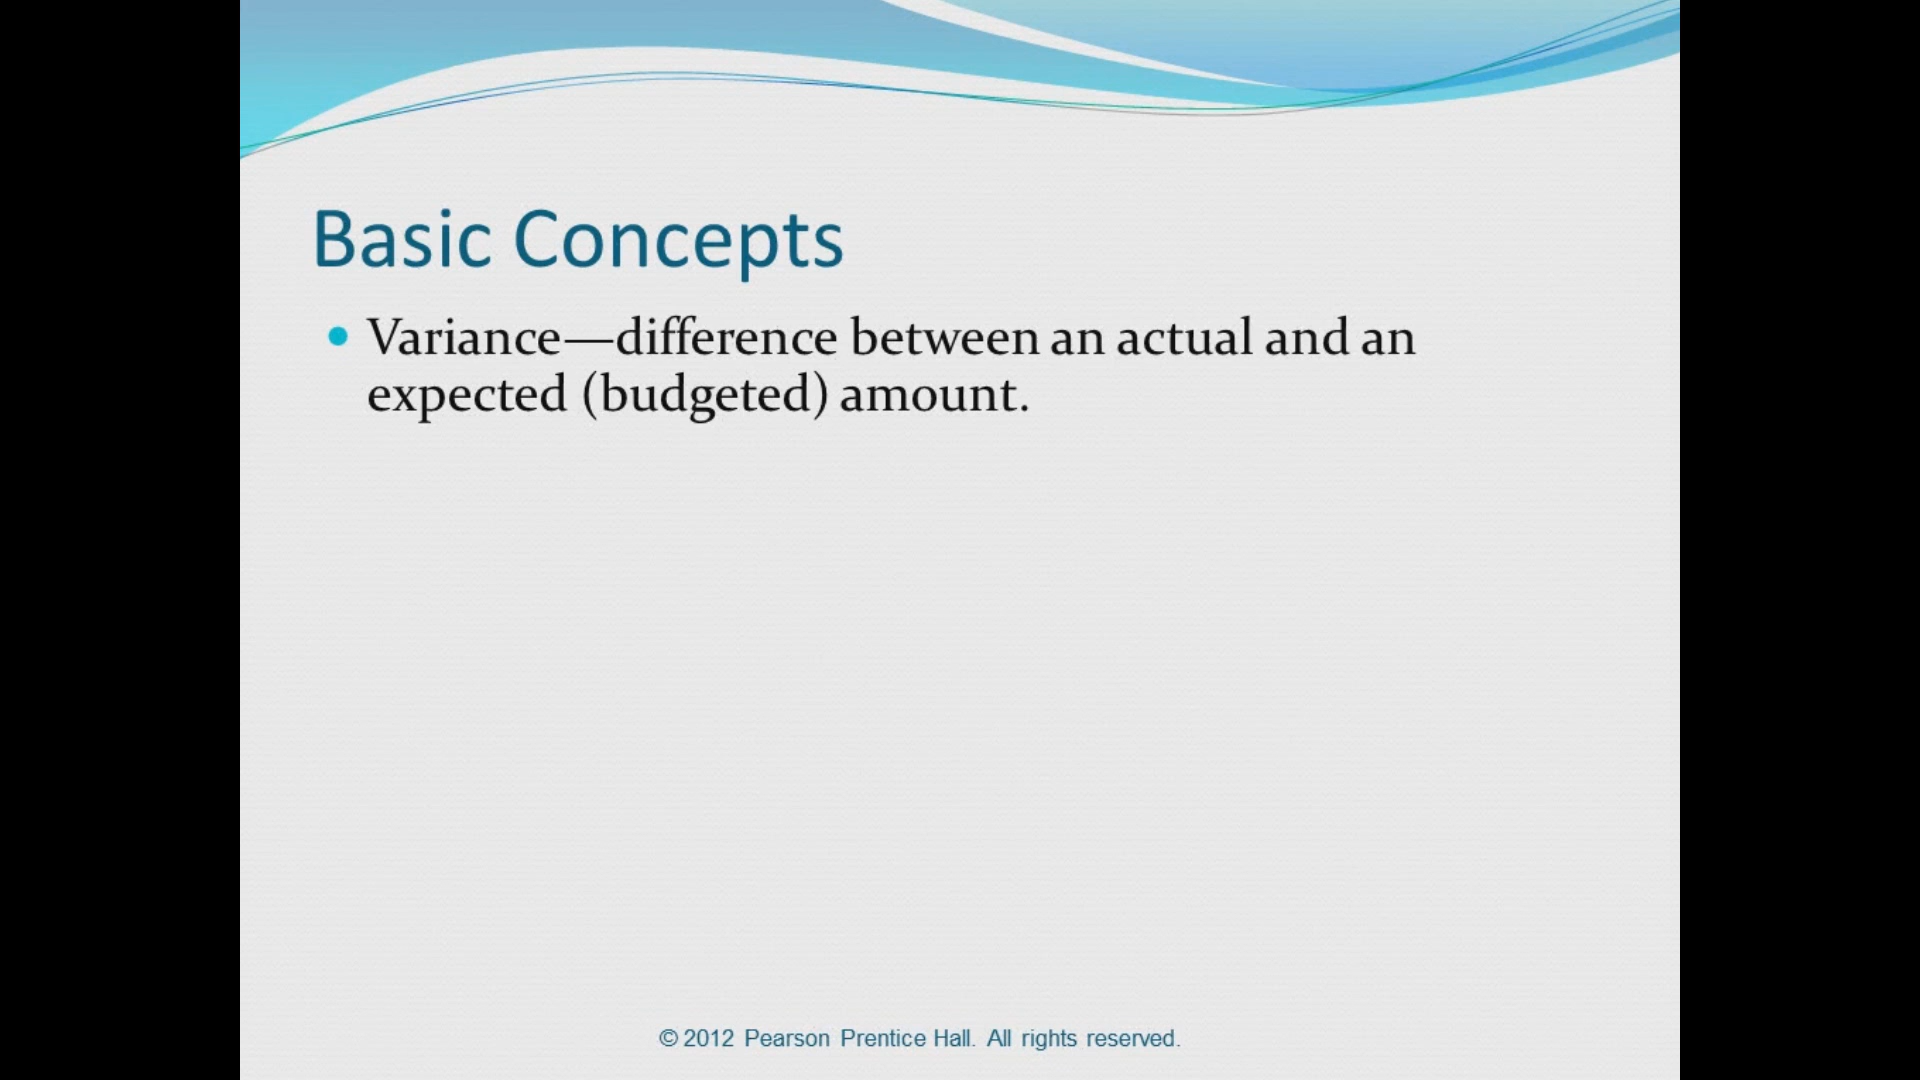 Basic Concepts
• Variance—difference between an actual and an
expected (budgeted) amount.
© 2012 Pearson Prentice Hall. All rights reserved.